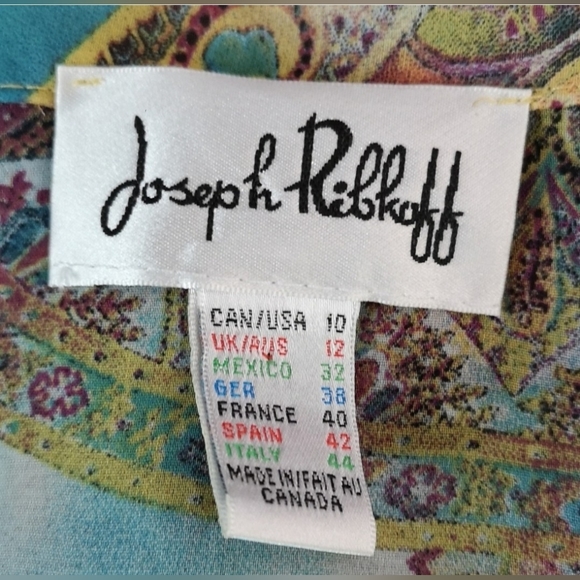 Joseph Ribkoff
CAN/USA 10
UK/AUS 12
MEXICO 32
GER 38
FRANCE 40
SPAIN 42
ITALY 44
MADE IN/FAIT AU
CANADA